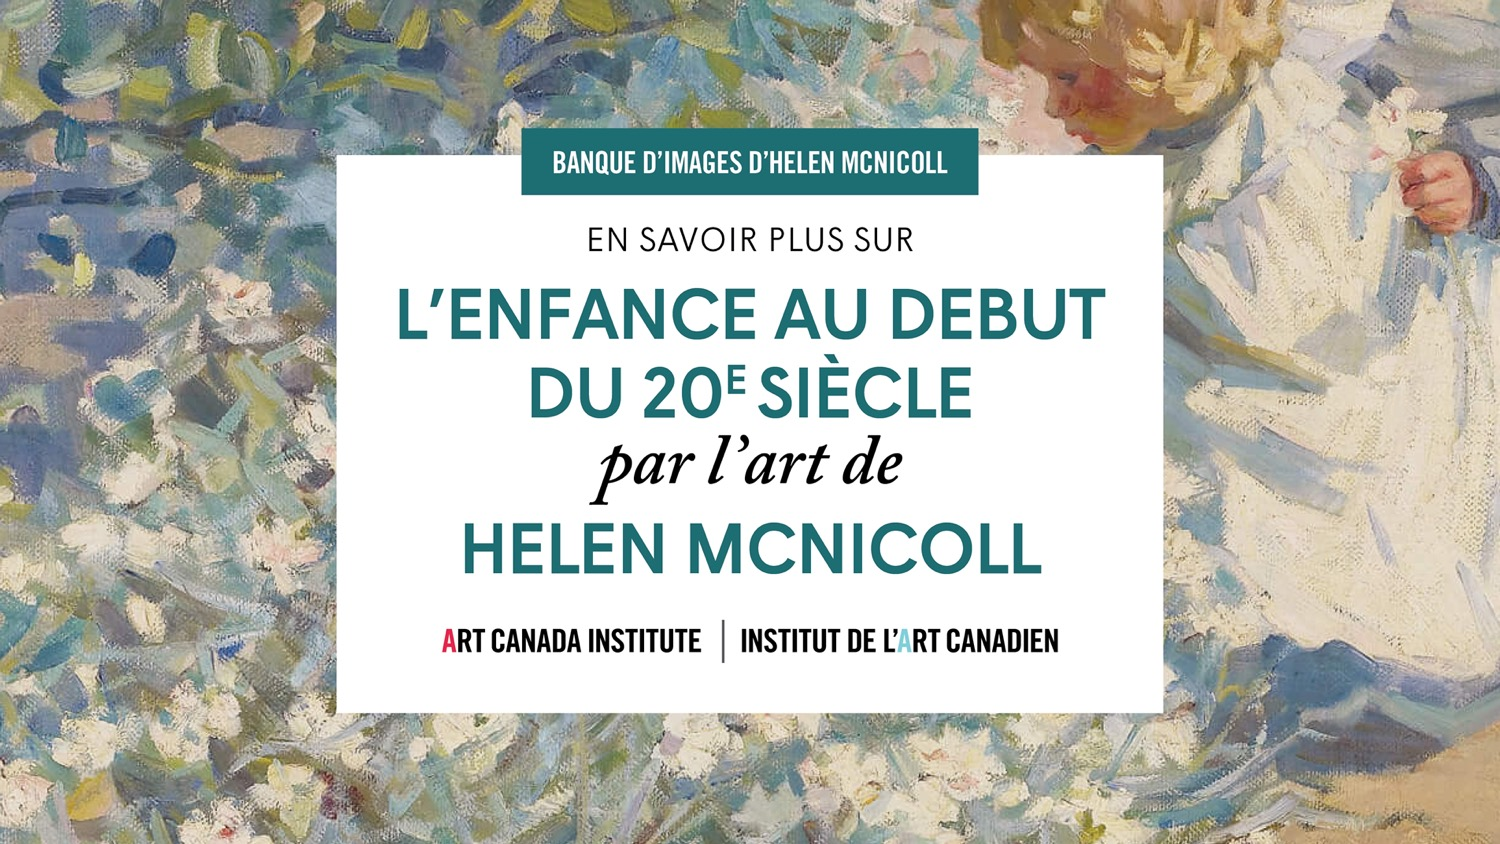 BANQUE D'IMAGES D'HELEN MCNICOLL
EN SAVOIR PLUS SUR
L'ENFANCE AU DEBUT
DU 20E SIÈCLE
par l'art de
HELEN MCNICOLL
ART CANADA INSTITUTE | INSTITUT DE L'ART CANADIEN